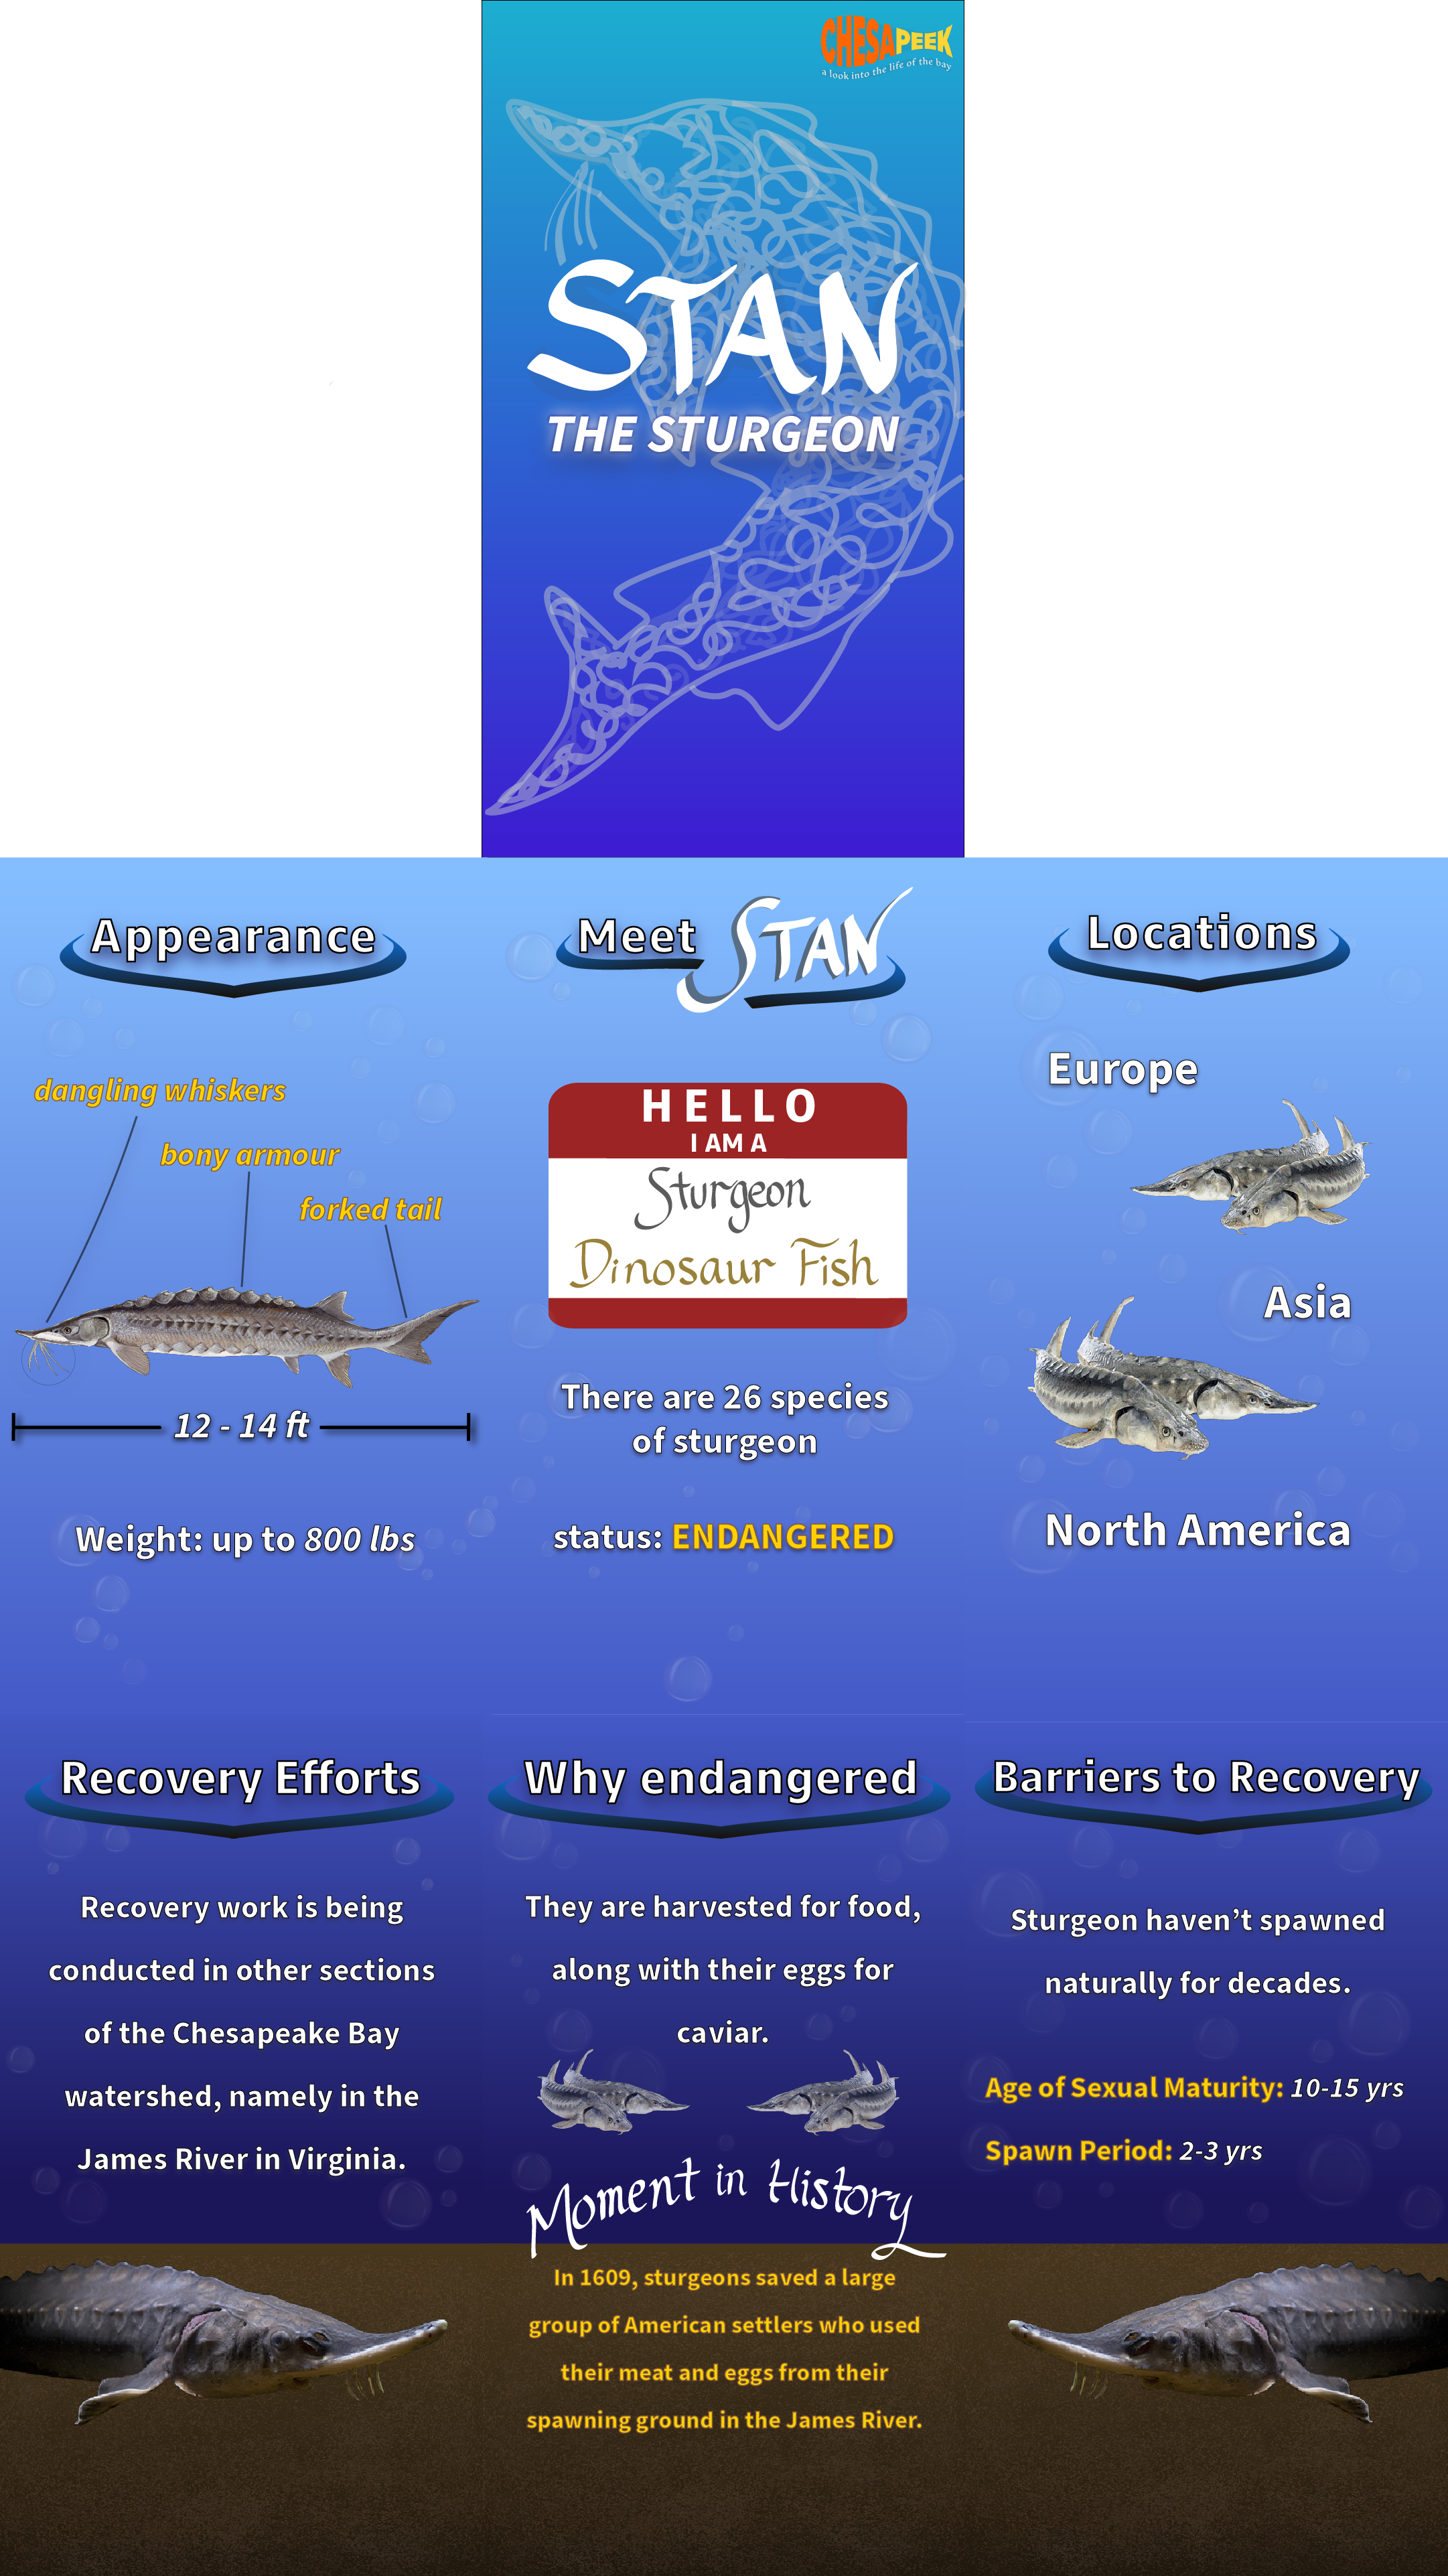 CHESAPEEK
a look into the life of the bay
STAN
THE STURGEON
Appearance
dangling whiskers
bony armour
forked tail
12 - 14 ft
Weight: up to 800 lbs
Meet STAN
HELLO
I AM A
Sturgeon
Dinosaur Fish
There are 26 species
of sturgeon
status: ENDANGERED
Locations
Europe
Asia
North America
Recovery Efforts
Recovery work is being
conducted in other sections
of the Chesapeake Bay
watershed, namely in the
James River in Virginia.
Why endangered
They are harvested for food,
along with their eggs for
caviar.
Moment in History
In 1609, sturgeons saved a large
group of American settlers who used
their meat and eggs from their
spawning ground in the James River.
Barriers to Recovery
Sturgeon haven’t spawned
naturally for decades.
Age of Sexual Maturity: 10-15 yrs
Spawn Period: 2-3 yrs